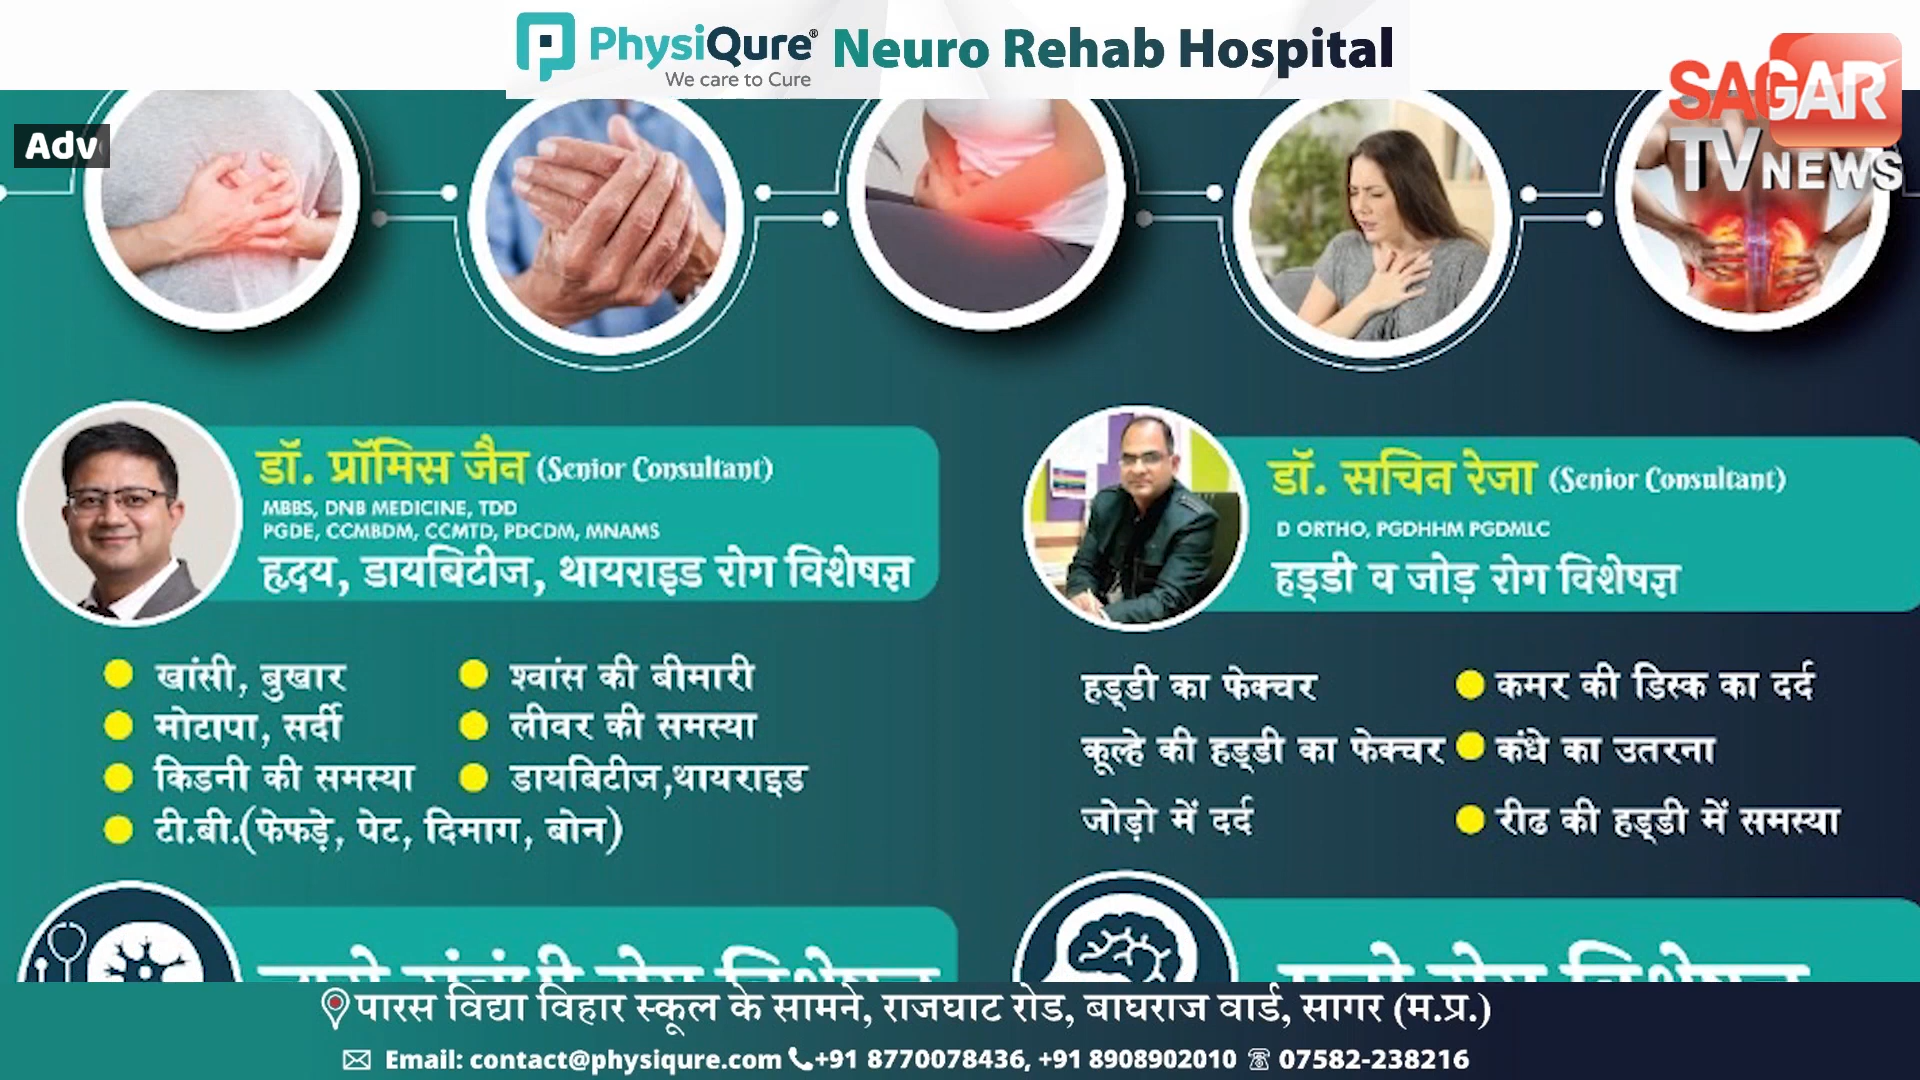 PhysiQure® Neuro Rehab Hospital
We care to Cure
SAGAR
TV NEWS
Adv
डॉ. प्रॉमिस जैन (Senior Consultant)
MBBS, DNB MEDICINE, TDD
PGDE, CCMBDM, CCMTD, PDCDM, MNAMS
हृदय, डायबिटीज, थायराइड रोग विशेषज्ञ
खांसी, बुखार
श्वांस की बीमारी
मोटापा, सर्दी
लीवर की समस्या
किडनी की समस्या
डायबिटीज,थायराइड
टी.बी.(फेफड़े, पेट, दिमाग, बोन)
डॉ. सचिन रेजा (Senior Consultant)
D ORTHO, PGDHHM PGDMLC
हड्डी व जोड़ रोग विशेषज्ञ
हड्डी का फेक्चर
कमर की डिस्क का दर्द
कूल्हे की हड्डी का फेक्चर
कंधे का उतरना
जोड़ो में दर्द
रीढ की हड्डी में समस्या
पारस विद्या विहार स्कूल के सामने, राजघाट रोड, बाघराज वार्ड, सागर (म.प्र.)
Email: contact@physiqure.com +91 8770078436, +91 8908902010 07582-238216